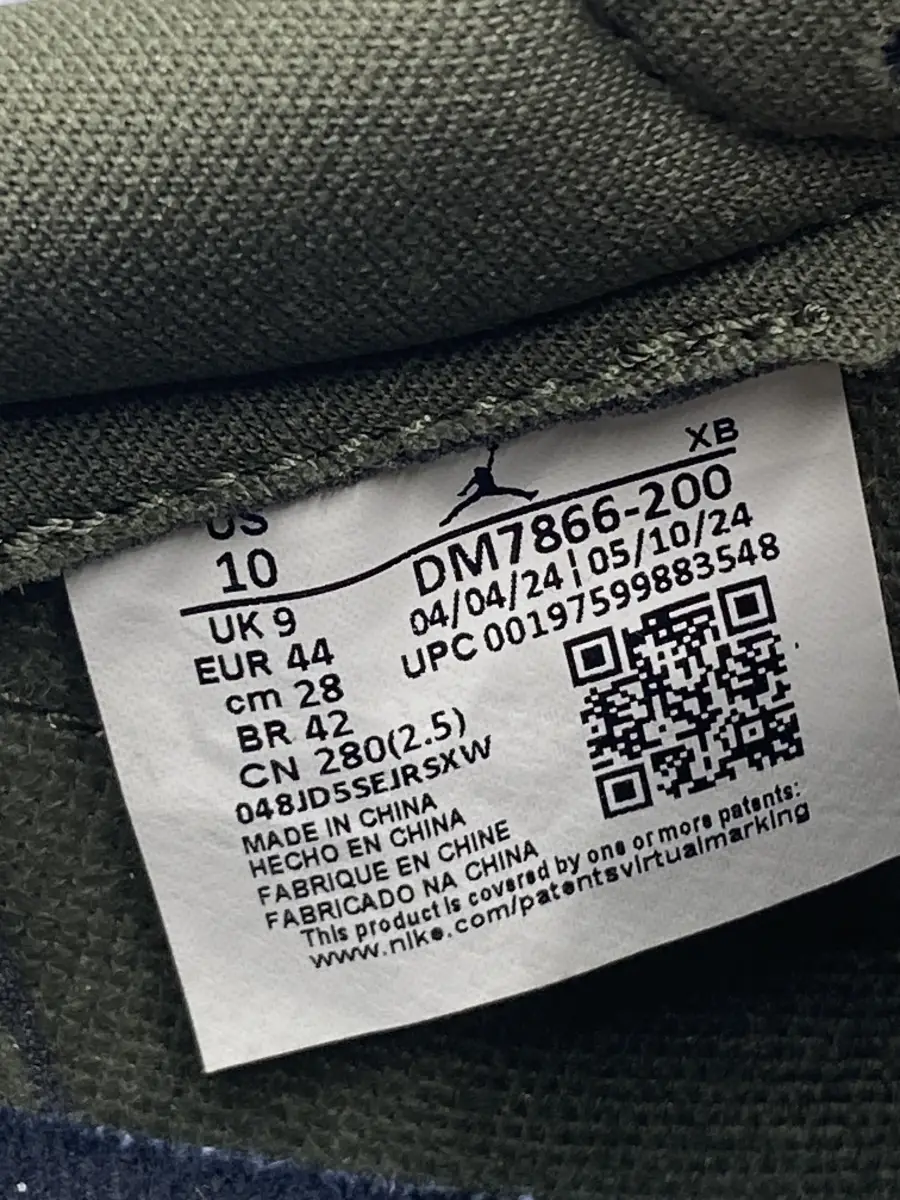 US
10
UK 9
EUR 44
cm 28
BR 42
CN 280(2.5)
048JD5SEJRSXW
XB
DM7866-200
04/04/24|05/10/24
UPC 00197599883548
MADE IN CHINA
HECHO EN CHINA
FABRIQUE EN CHINE
FABRICADO NA CHINA
This product is covered by one or more patents:
www.nike.com/patentsvirtualmarking